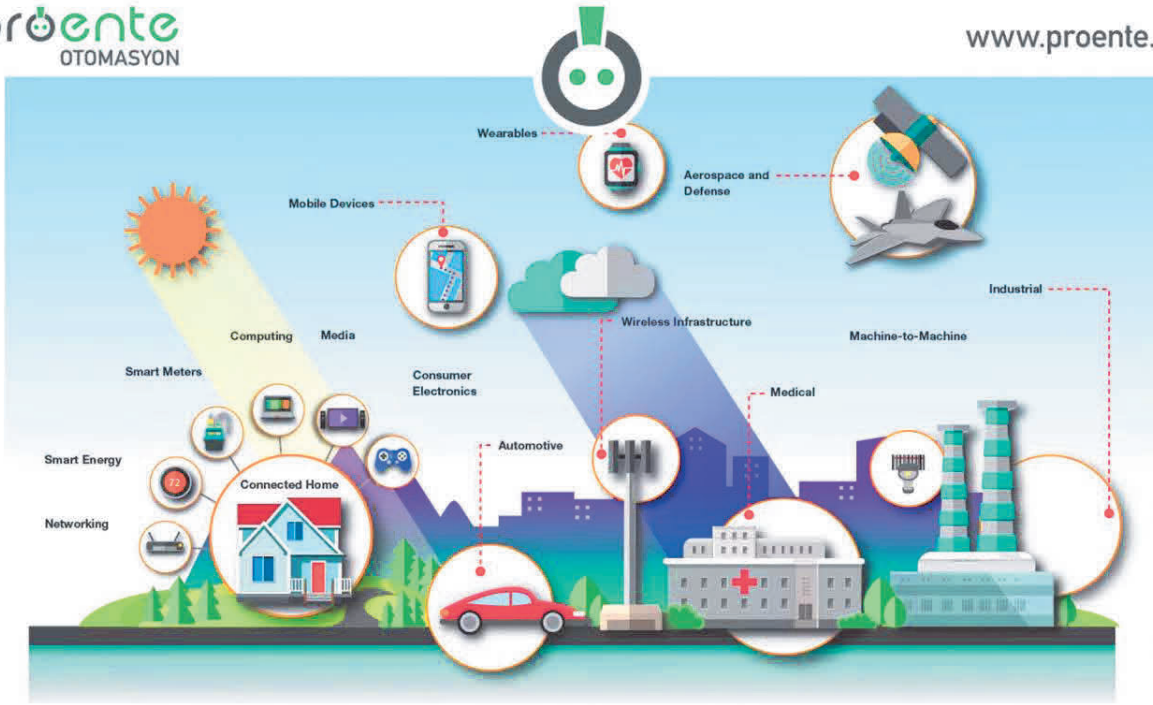 proente
OTOMASYON
www.proente.
Wearables
Aerospace and
Defense
Mobile Devices
Industrial
Wireless Infrastructure
Computing
Media
Machine-to-Machine
Smart Meters
Consumer
Electronics
Medical
Automotive
Smart Energy
72
Connected Home
Networking